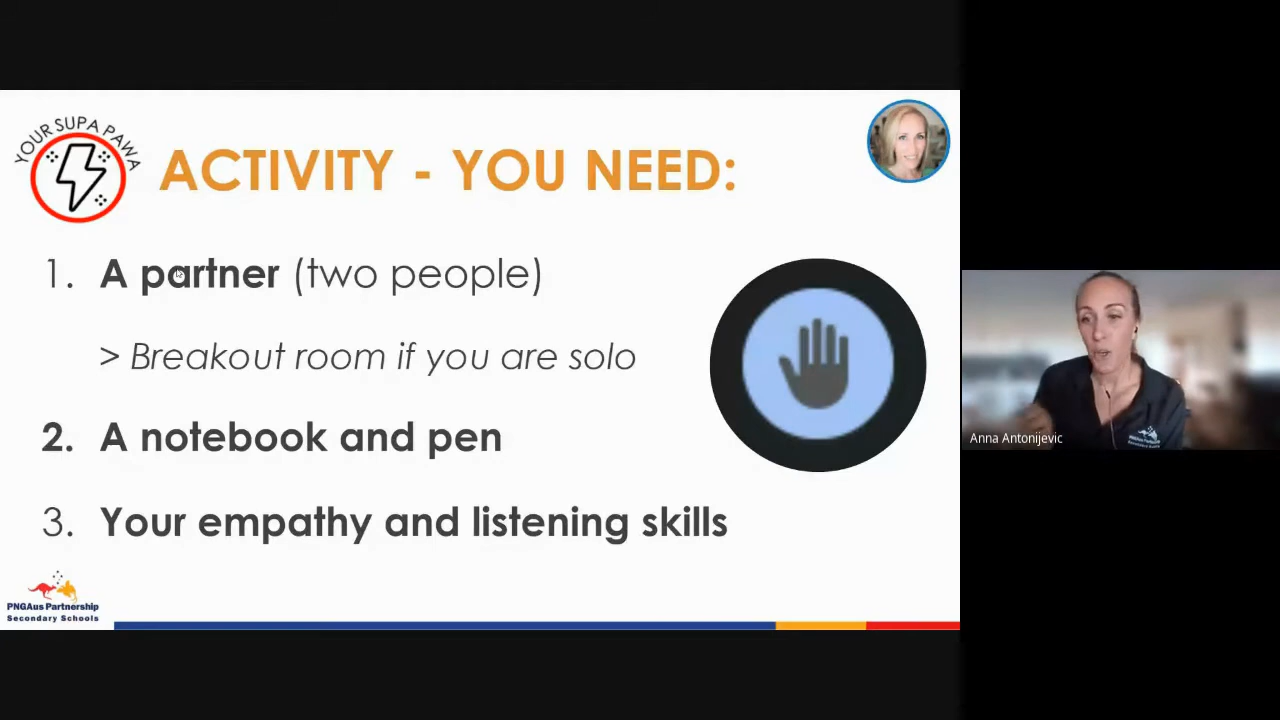 YOUR SUPA PAWA
ACTIVITY - YOU NEED:
1. A partner (two people)
> Breakout room if you are solo
2. A notebook and pen
3. Your empathy and listening skills
PNGAus Partnership
Secondary Schools
Anna Antonijevic